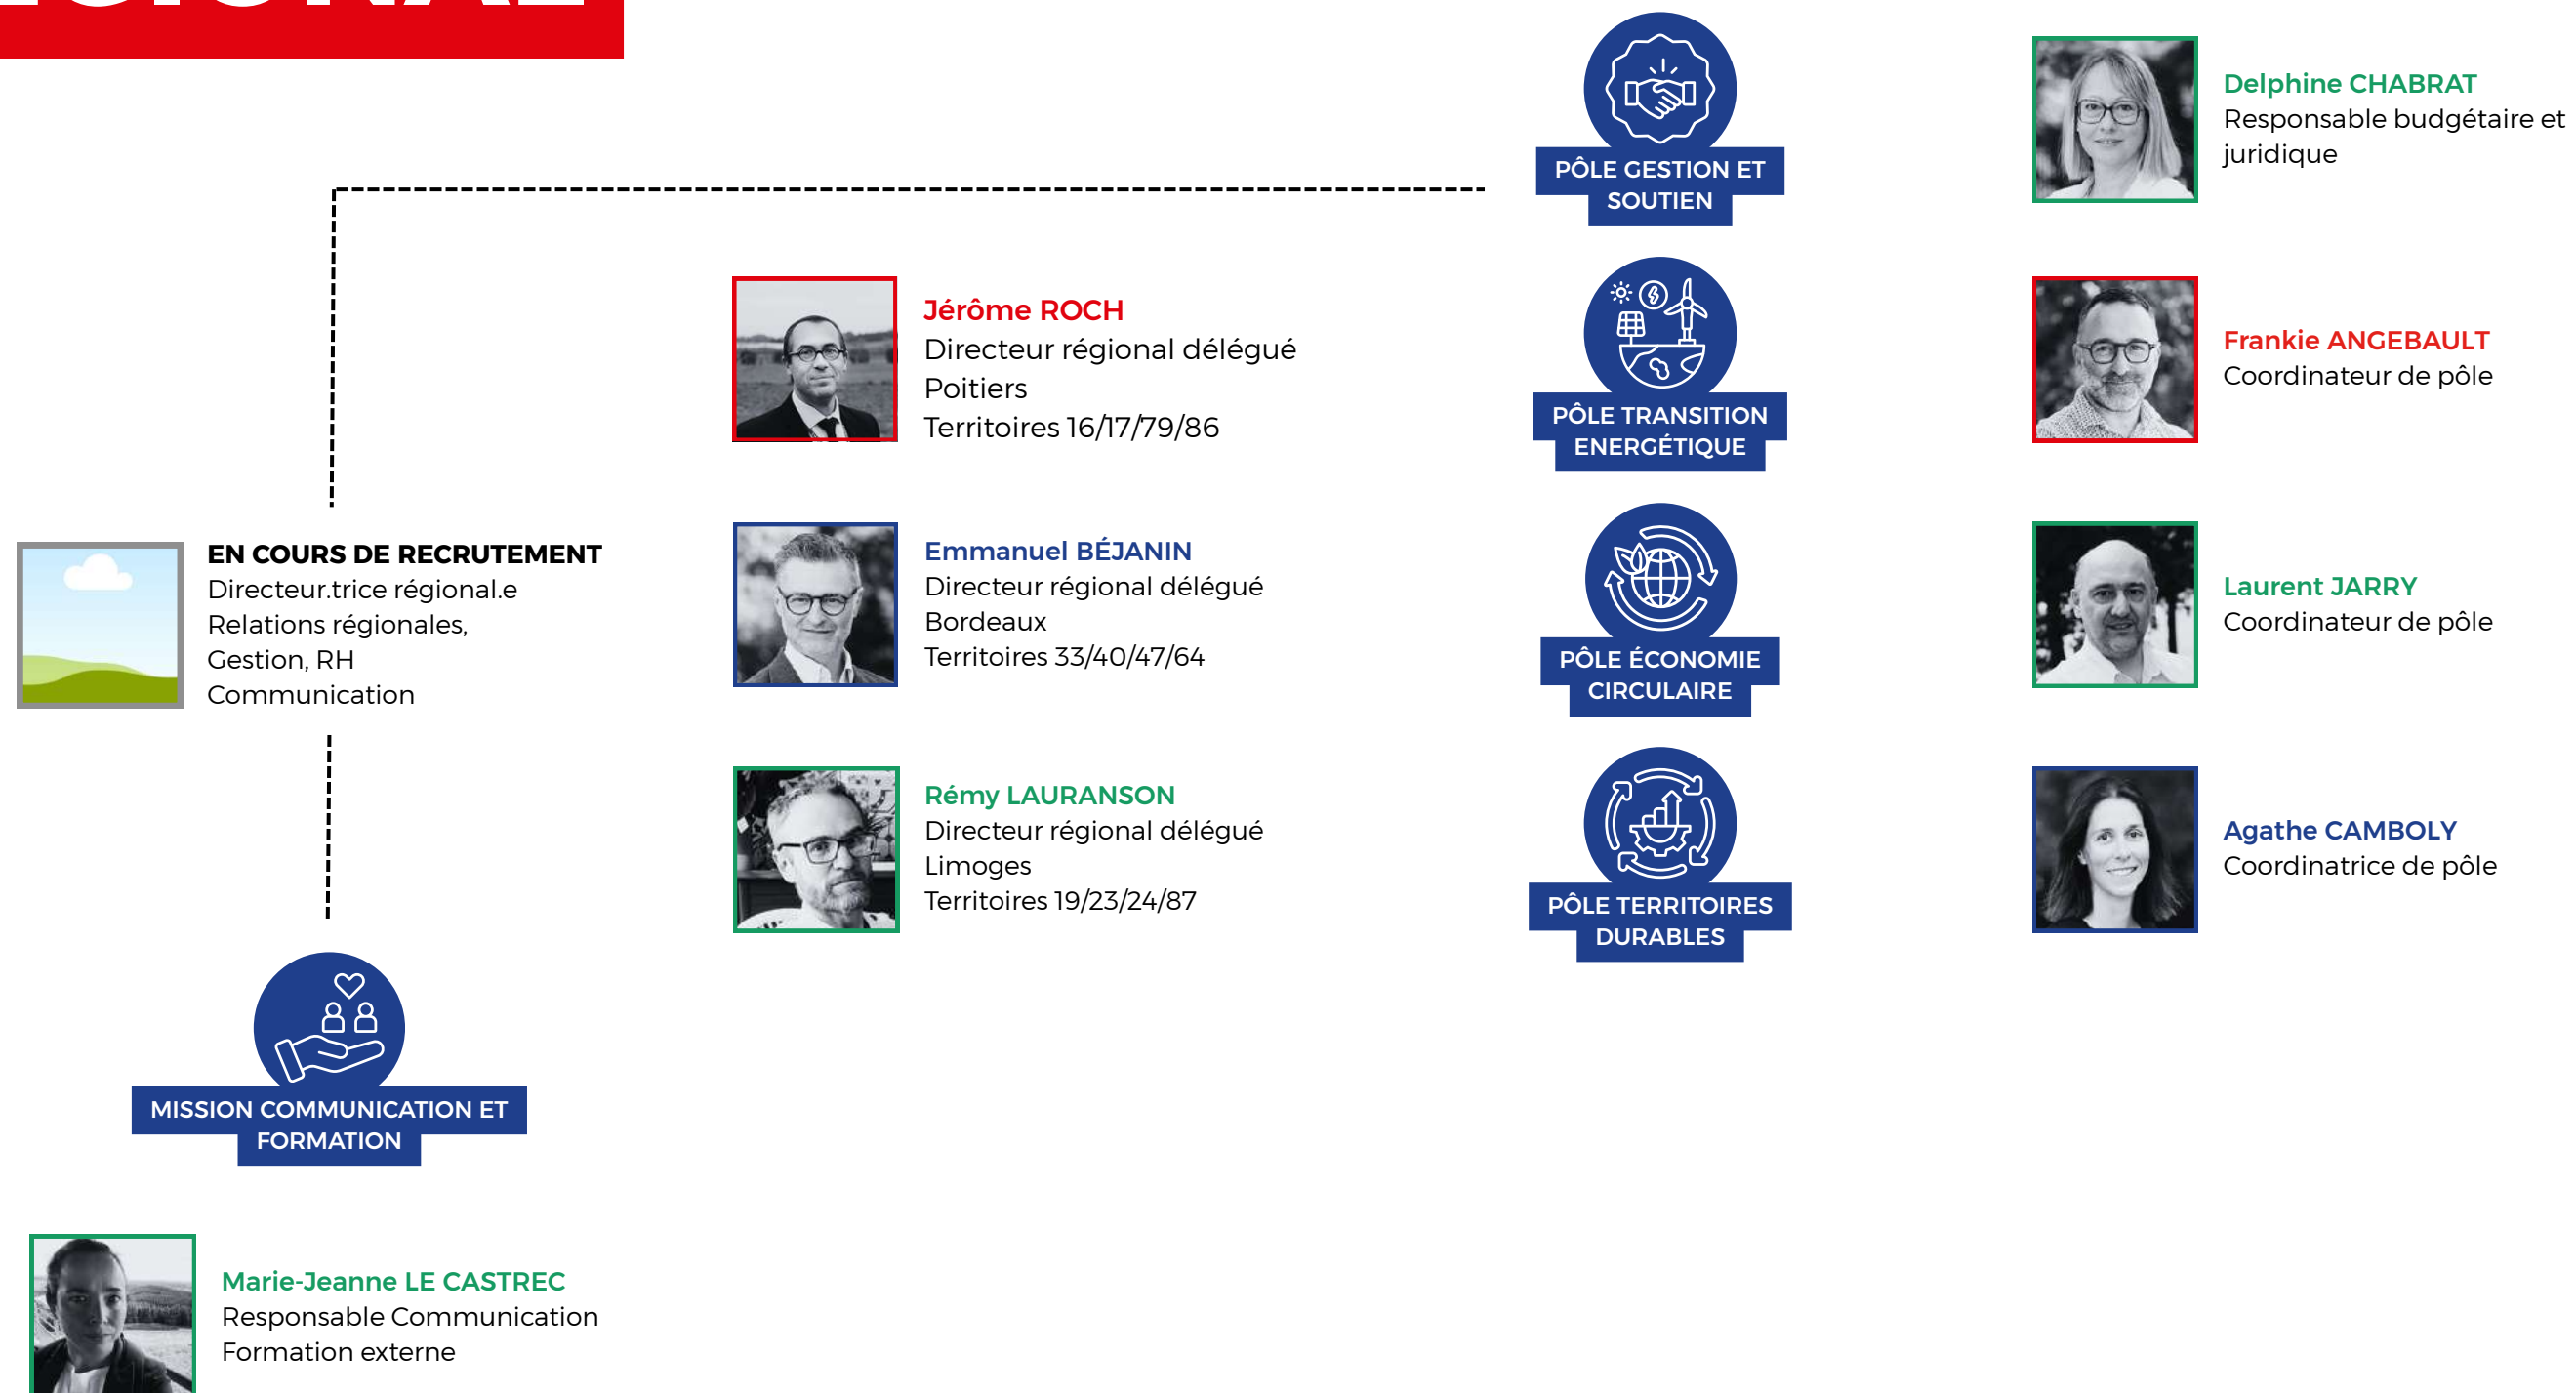 PÔLE GESTION ET
SOUTIEN
Delphine CHABRAT
Responsable budgétaire et
juridique
Jérôme ROCH
Directeur régional délégué
Poitiers
Territoires 16/17/79/86
PÔLE TRANSITION
ENERGÉTIQUE
Frankie ANGEBAULT
Coordinateur de pôle
EN COURS DE RECRUTEMENT
Directeur.trice régional.e
Relations régionales,
Gestion, RH
Communication
Emmanuel BÉJANIN
Directeur régional délégué
Bordeaux
Territoires 33/40/47/64
PÔLE ÉCONOMIE
CIRCULAIRE
Laurent JARRY
Coordinateur de pôle
Rémy LAURANSON
Directeur régional délégué
Limoges
Territoires 19/23/24/87
PÔLE TERRITOIRES
DURABLES
Agathe CAMBOLY
Coordinatrice de pôle
MISSION COMMUNICATION ET
FORMATION
Marie-Jeanne LE CASTREC
Responsable Communication
Formation externe